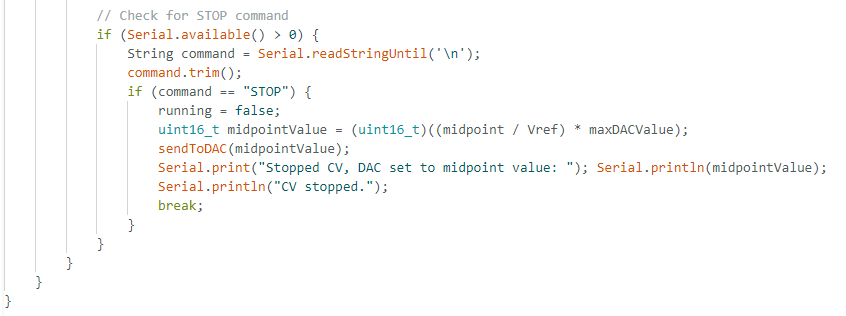 // Check for STOP command
if (Serial.available() > 0) {
String command = Serial.readStringUntil('\n');
command.trim();
if (command == "STOP") {
running = false;
uint16_t midpointValue = (uint16_t)((midpoint / Vref) * maxDACValue);
sendToDAC(midpointValue);
Serial.print("Stopped CV, DAC set to midpoint value: "); Serial.println(midpointValue);
Serial.println("CV stopped.");
break;
}
}
}
}
}